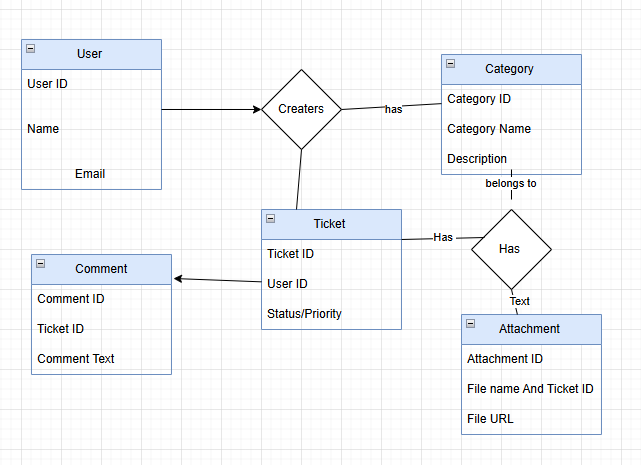 User
User ID
Name
Email
Creaters
has
Category
Category ID
Category Name
Description
belongs to
Ticket
Ticket ID
User ID
Status/Priority
Has
Has
Comment
Comment ID
Ticket ID
Comment Text
Text
Attachment
Attachment ID
File name And Ticket ID
File URL